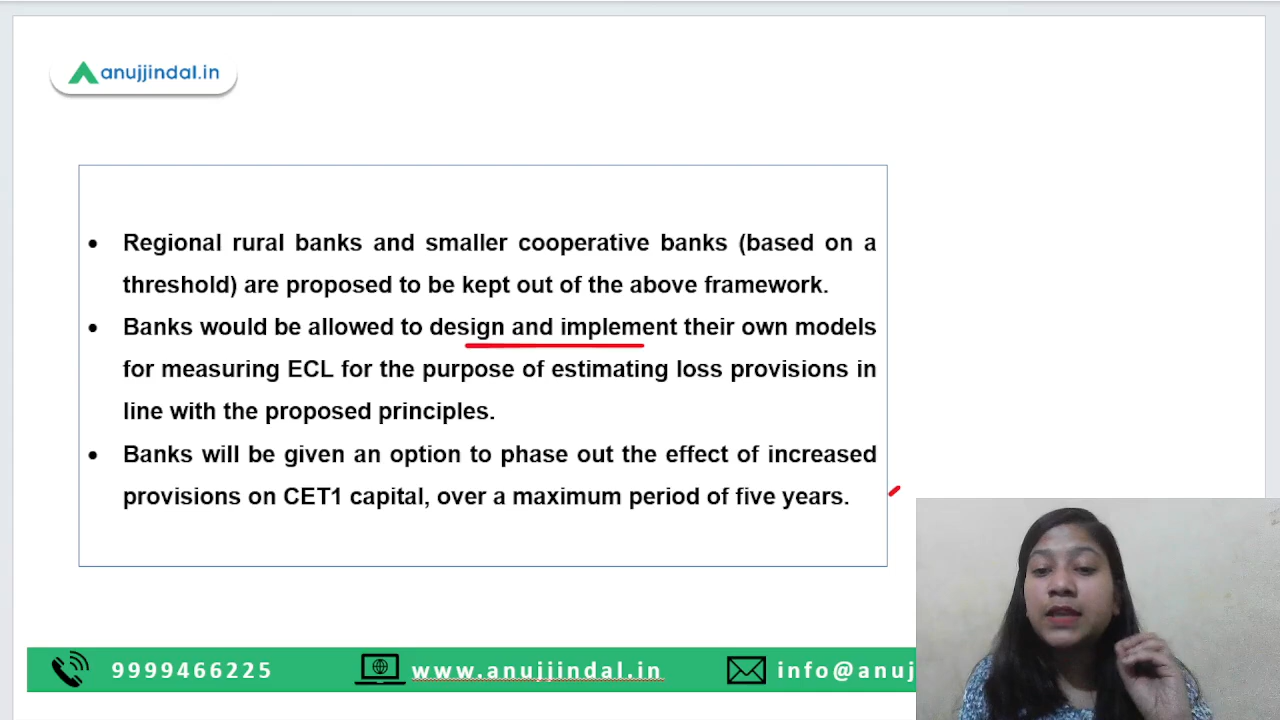 anujjindal.in
• Regional rural banks and smaller cooperative banks (based on a
threshold) are proposed to be kept out of the above framework.
• Banks would be allowed to design and implement their own models
for measuring ECL for the purpose of estimating loss provisions in
line with the proposed principles.
• Banks will be given an option to phase out the effect of increased
provisions on CET1 capital, over a maximum period of five years.
9999466225 www.anujjindal.in info@anuj